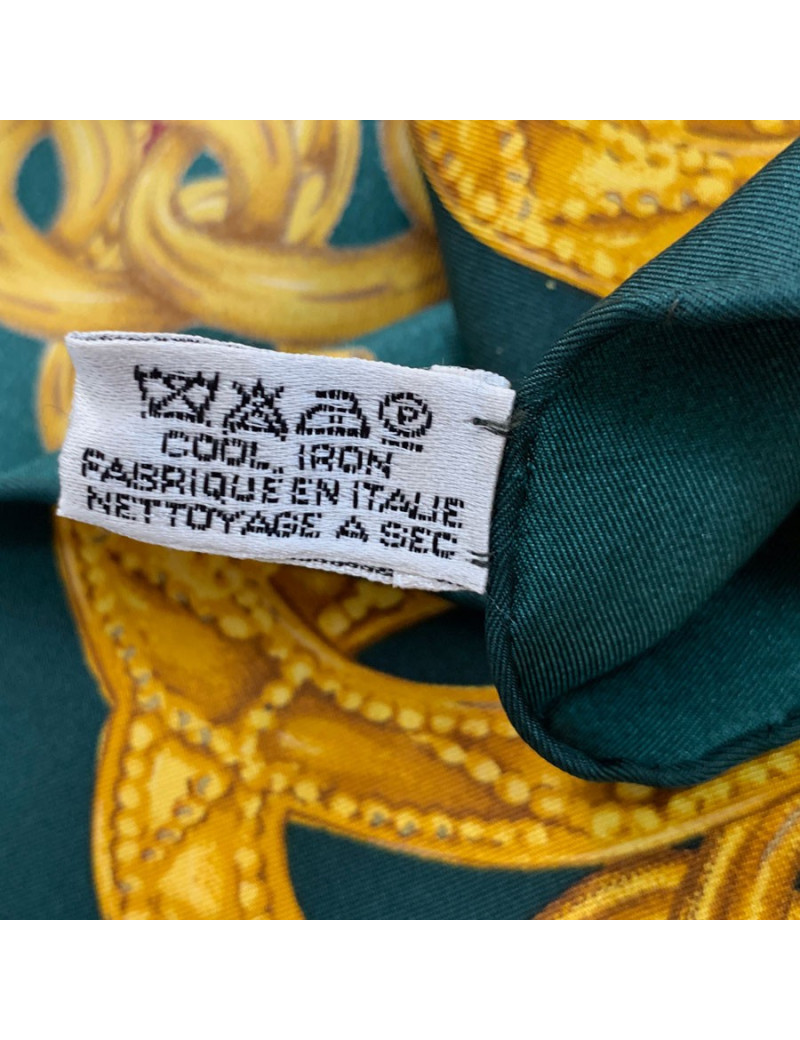 P
COOL IRON
FABRIQUE EN ITALIE
NETTOYAGE A SEC